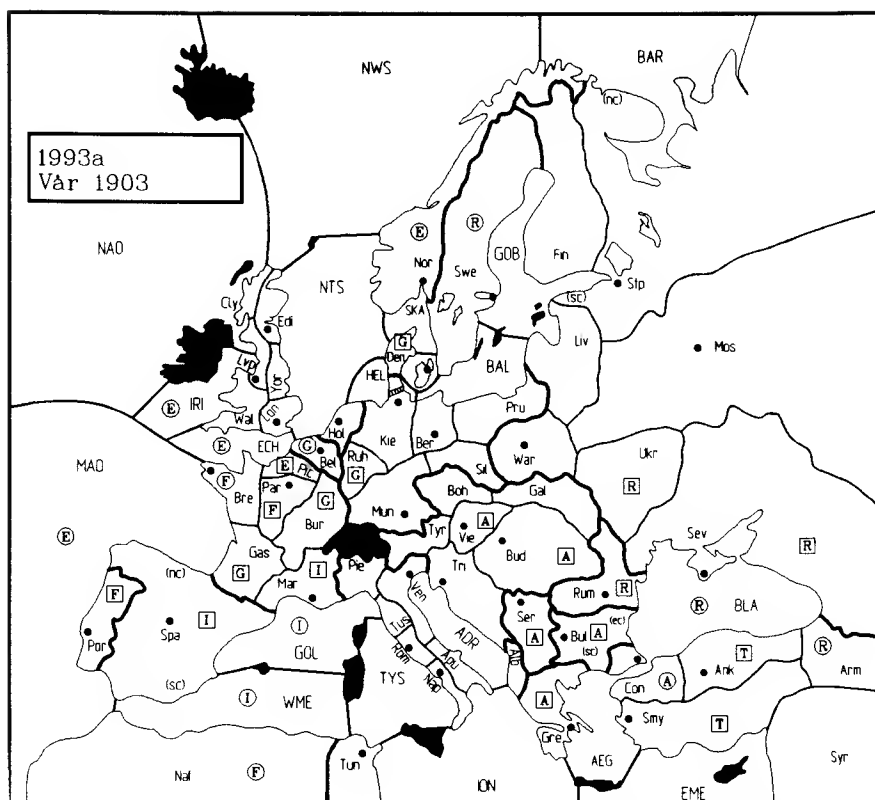 NWS
BAR
(nc)
1993a
Vår 1903
NAO
E
R
GOB
Fin
Nor
Swe
NTS
(sc)
Stp
Cly
Edi
SKA
G
Den
Liv
Mos
Lvp
Yor
HEL
BAL
E
IRI
Wal
Lon
Hol
Kie
Ber
Pru
War
Ukr
E
ECH
G
Bel
Ruh
G
Sil
R
MAO
F
Bre
E
Pic
Par
F
G
Bur
Mun
Boh
Gal
Tyr
Vie
A
Bud
A
Sev
R
E
Gas
G
Mar
I
Pie
Ven
Tri
Rum
R
R
BLA
(nc)
F
Por
Spa
I
I
GOL
Tus
Rom
ADR
Apu
Nap
Alb
Ser
A
Bul
A
(ec)
(sc)
T
Ank
R
Arm
(sc)
I
WME
TYS
A
Gre
Con
A
Smy
T
Naf
F
Tun
ION
AEG
EME
Syr